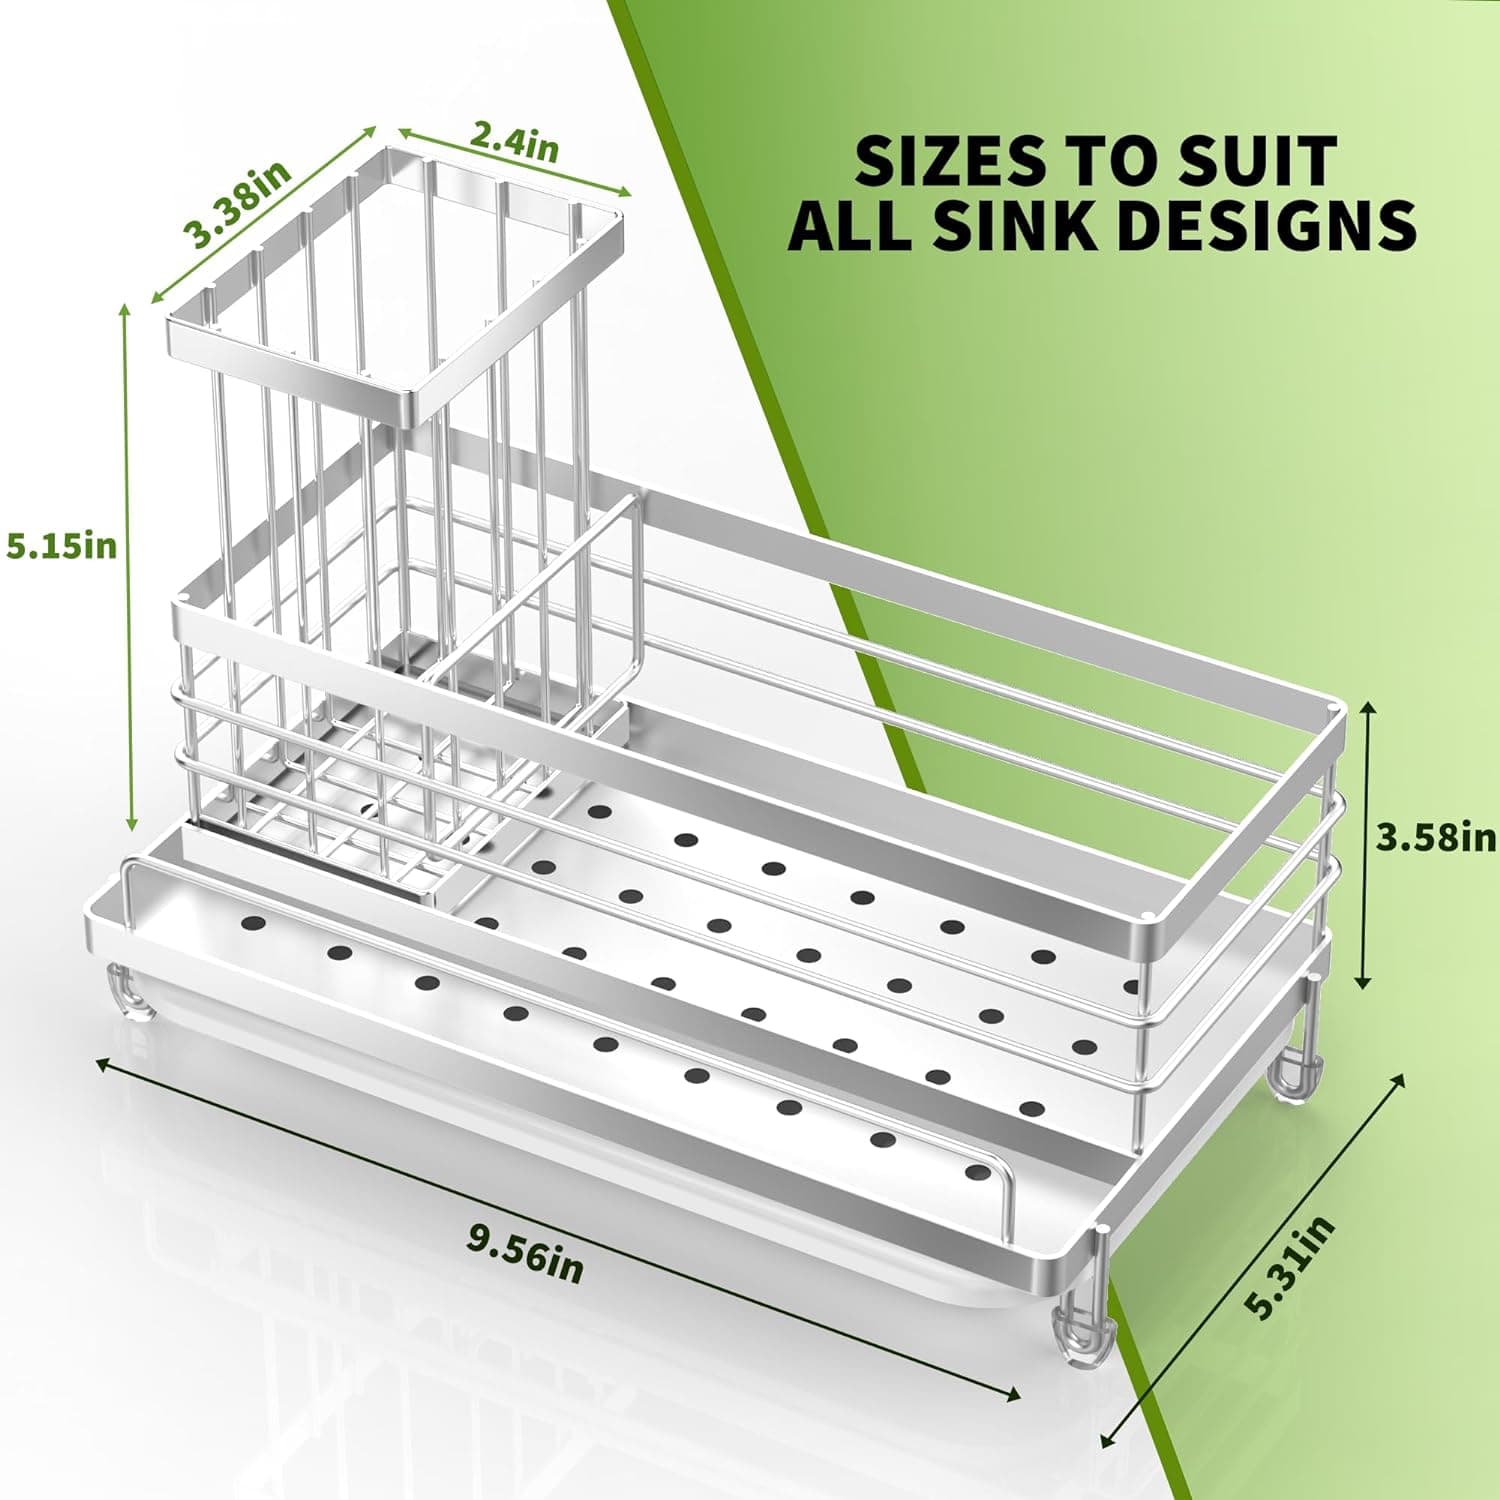 SIZES TO SUIT
ALL SINK DESIGNS
2.4in
3.38in
5.15in
3.58in
9.56in
5.31in